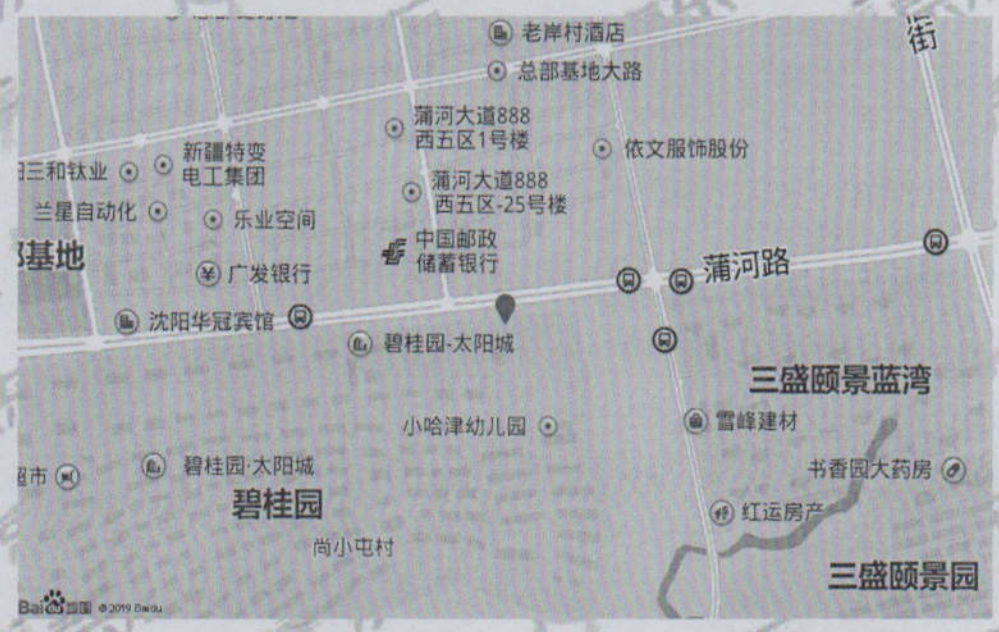 街
老岸村酒店
总部基地大路
蒲河大道888
西五区1号楼
新疆特变
电工集团
依文服饰股份
三和钛业
蒲河大道888
西五区-25号楼
兰星自动化
乐业空间
中国邮政
储蓄银行
基地
广发银行
蒲河路
沈阳华冠宾馆
碧桂园-太阳城
三盛颐景蓝湾
小哈津幼儿园
雪峰建材
超市
碧桂园·太阳城
书香园大药房
碧桂园
红运房产
尚小屯村
三盛颐景园
Bai 地图 © 2019 Baidu